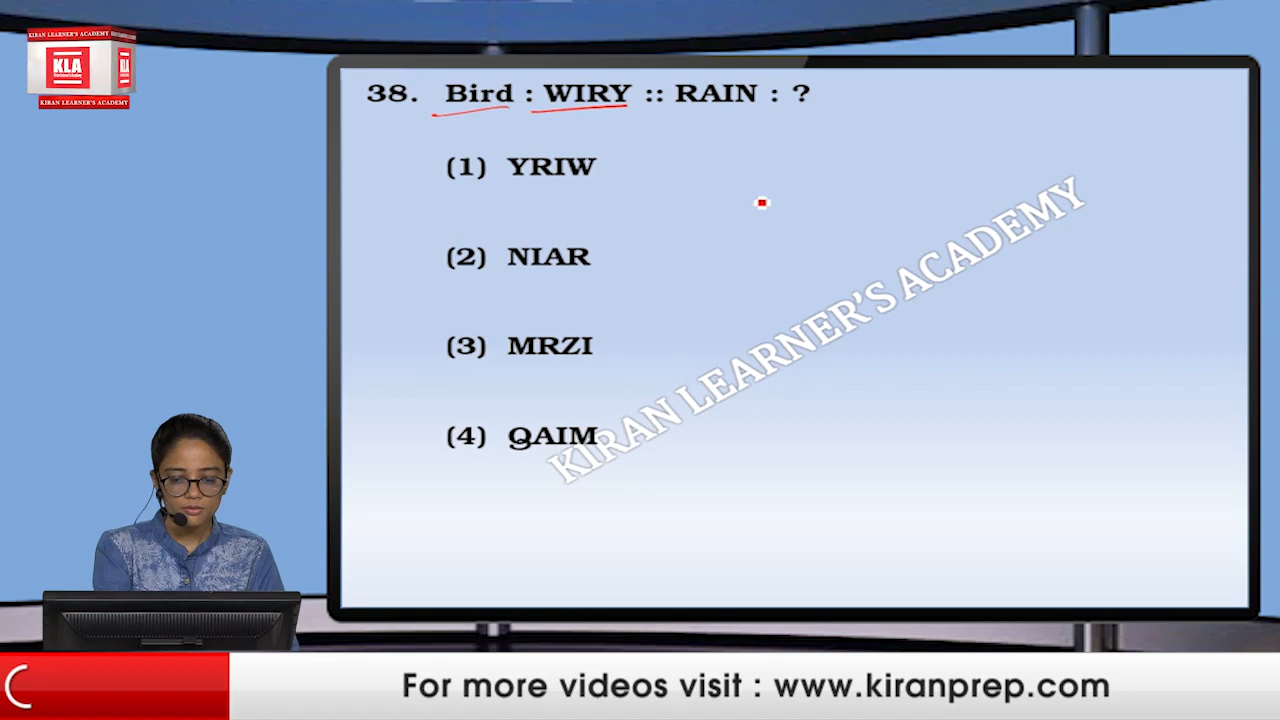 KIRAN LEARNER'S ACADEMY
KLA
KIRAN LEARNER'S ACADEMY
38. Bird : WIRY :: RAIN : ?
(1) YRIW
(2) NIAR
(3) MRZI
(4) QAIM
KIRAN LEARNER'S ACADEMY
For more videos visit : www.kiranprep.com